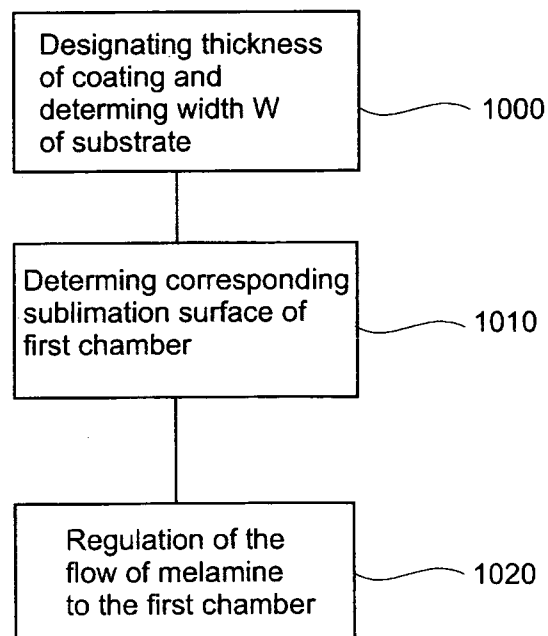 Designating thickness
of coating and
determing width W
of substrate
1000
Determing corresponding
sublimation surface of
first chamber
1010
Regulation of the
flow of melamine
to the first chamber
1020